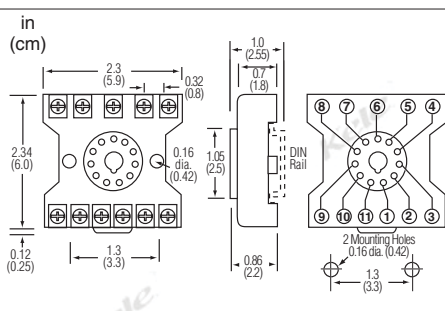 in
(cm)
2.3
(5.9)
0.32
(0.8)
2.34
(6.0)
0.16
dia.
(0.42)
0.12
(0.25)
1.3
(3.3)
1.0
(2.55)
0.7
(1.8)
1.05
(2.5)
DIN
Rail
0.86
(2.2)
8 7 6 5 4
9 10 11 1 2 3
2 Mounting Holes
0.16 dia. (0.42)
1.3
(3.3)